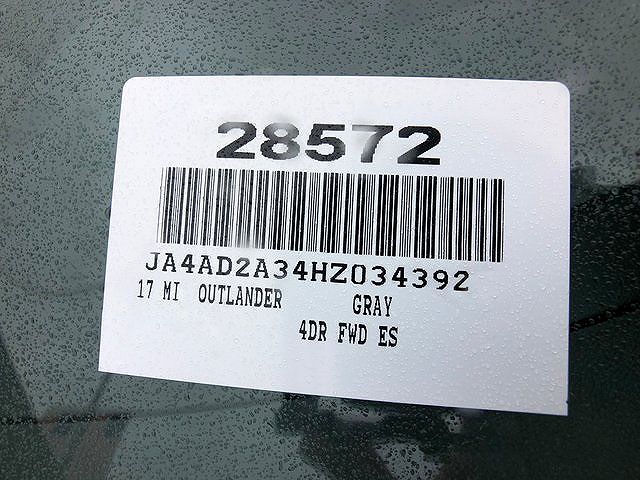 28572
JA4AD2A34HZ034392
17 MI OUTLANDER GRAY
4DR FWD ES